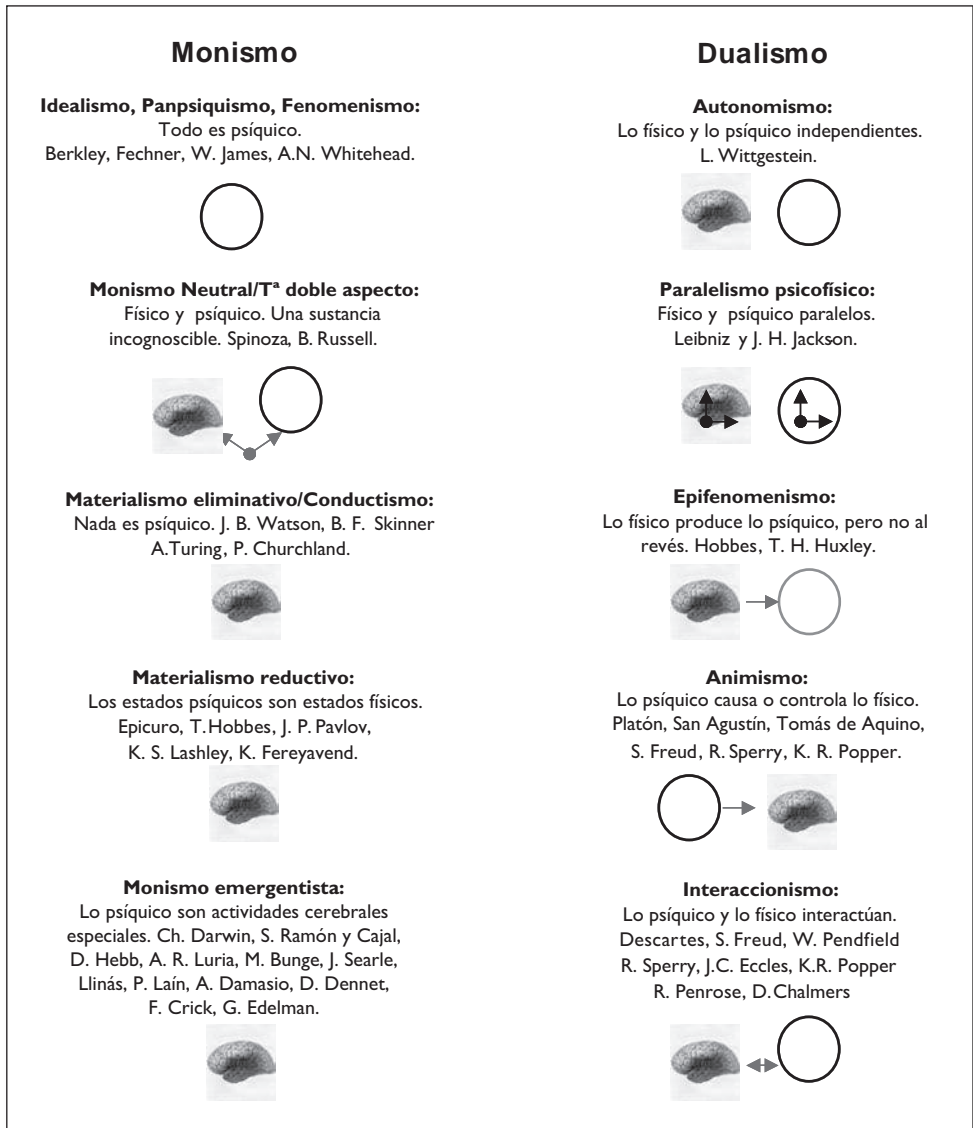 Monismo
Idealismo, Panpsiquismo, Fenomenismo:
Todo es psíquico.
Berkley, Fechner, W. James, A.N. Whitehead.
Monismo Neutral/Tª doble aspecto:
Físico y psíquico. Una sustancia
incognoscible. Spinoza, B. Russell.
Materialismo eliminativo/Conductismo:
Nada es psíquico. J. B. Watson, B. F. Skinner
A.Turing, P. Churchland.
Materialismo reductivo:
Los estados psíquicos son estados físicos.
Epicuro, T.Hobbes, J. P. Pavlov,
K. S. Lashley, K. Fereyavend.
Monismo emergentista:
Lo psíquico son actividades cerebrales
especiales. Ch. Darwin, S. Ramón y Cajal,
D. Hebb, A. R. Luria, M. Bunge, J. Searle,
Llinás, P. Laín, A. Damasio, D. Dennet,
F. Crick, G. Edelman.
Dualismo
Autonomismo:
Lo físico y lo psíquico independientes.
L. Wittgestein.
Paralelismo psicofísico:
Físico y psíquico paralelos.
Leibniz y J. H. Jackson.
Epifenomenismo:
Lo físico produce lo psíquico, pero no al
revés. Hobbes, T. H. Huxley.
Animismo:
Lo psíquico causa o controla lo físico.
Platón, San Agustín, Tomás de Aquino,
S. Freud, R. Sperry, K. R. Popper.
Interaccionismo:
Lo psíquico y lo físico interactúan.
Descartes, S. Freud, W. Pendfield
R. Sperry, J.C. Eccles, K.R. Popper
R. Penrose, D. Chalmers